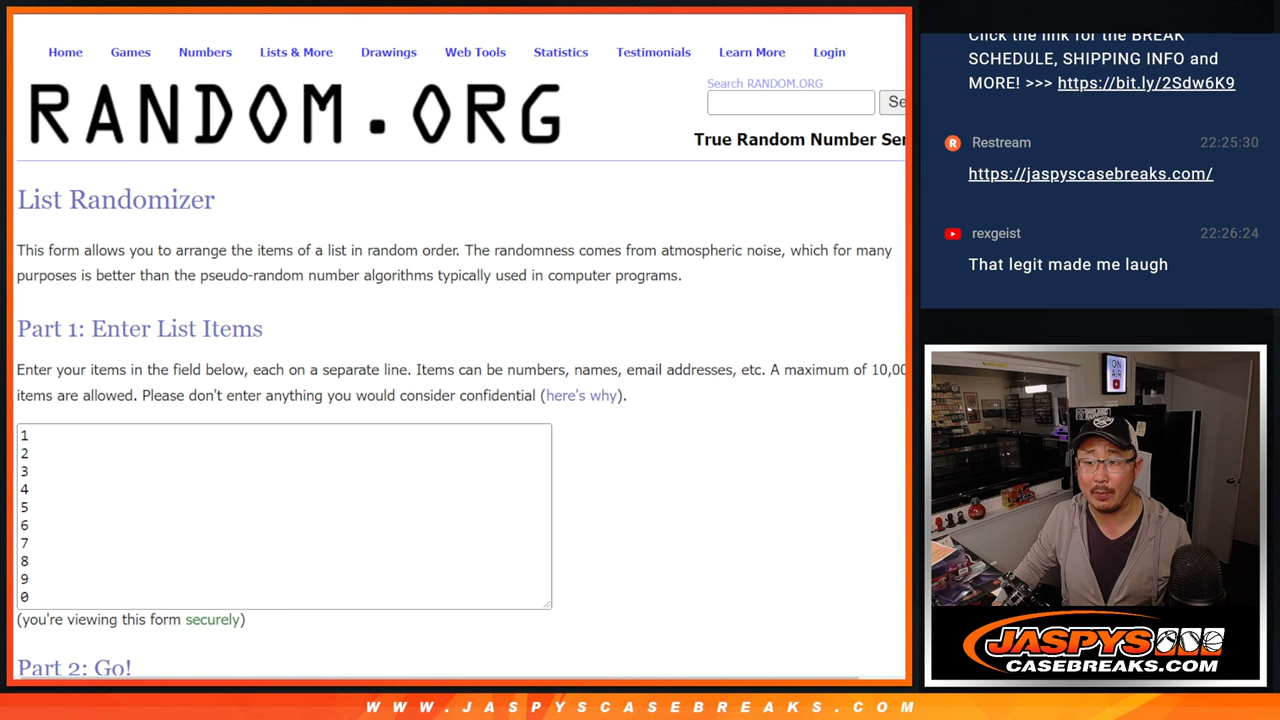 Home Games Numbers Lists & More Drawings Web Tools Statistics Testimonials Learn More Login
RANDOM.ORG
Search RANDOM.ORG
Se
True Random Number Ser
List Randomizer
This form allows you to arrange the items of a list in random order. The randomness comes from atmospheric noise, which for many
purposes is better than the pseudo-random number algorithms typically used in computer programs.
Part 1: Enter List Items
Enter your items in the field below, each on a separate line. Items can be numbers, names, email addresses, etc. A maximum of 10,00
items are allowed. Please don't enter anything you would consider confidential (here's why).
1
2
3
4
5
6
7
8
9
0
(you're viewing this form securely)
Part 2: Go!
Click the link for the BREAK
SCHEDULE, SHIPPING INFO and
MORE! >>> https://bit.ly/2Sdw6K9
R Restream 22:25:30
https://jaspyscasebreaks.com/
rexgeist 22:26:24
That legit made me laugh
ON
AIR
JASPYS
CASEBREAKS.COM
WWW.JASPYSCASEBREAKS.COM